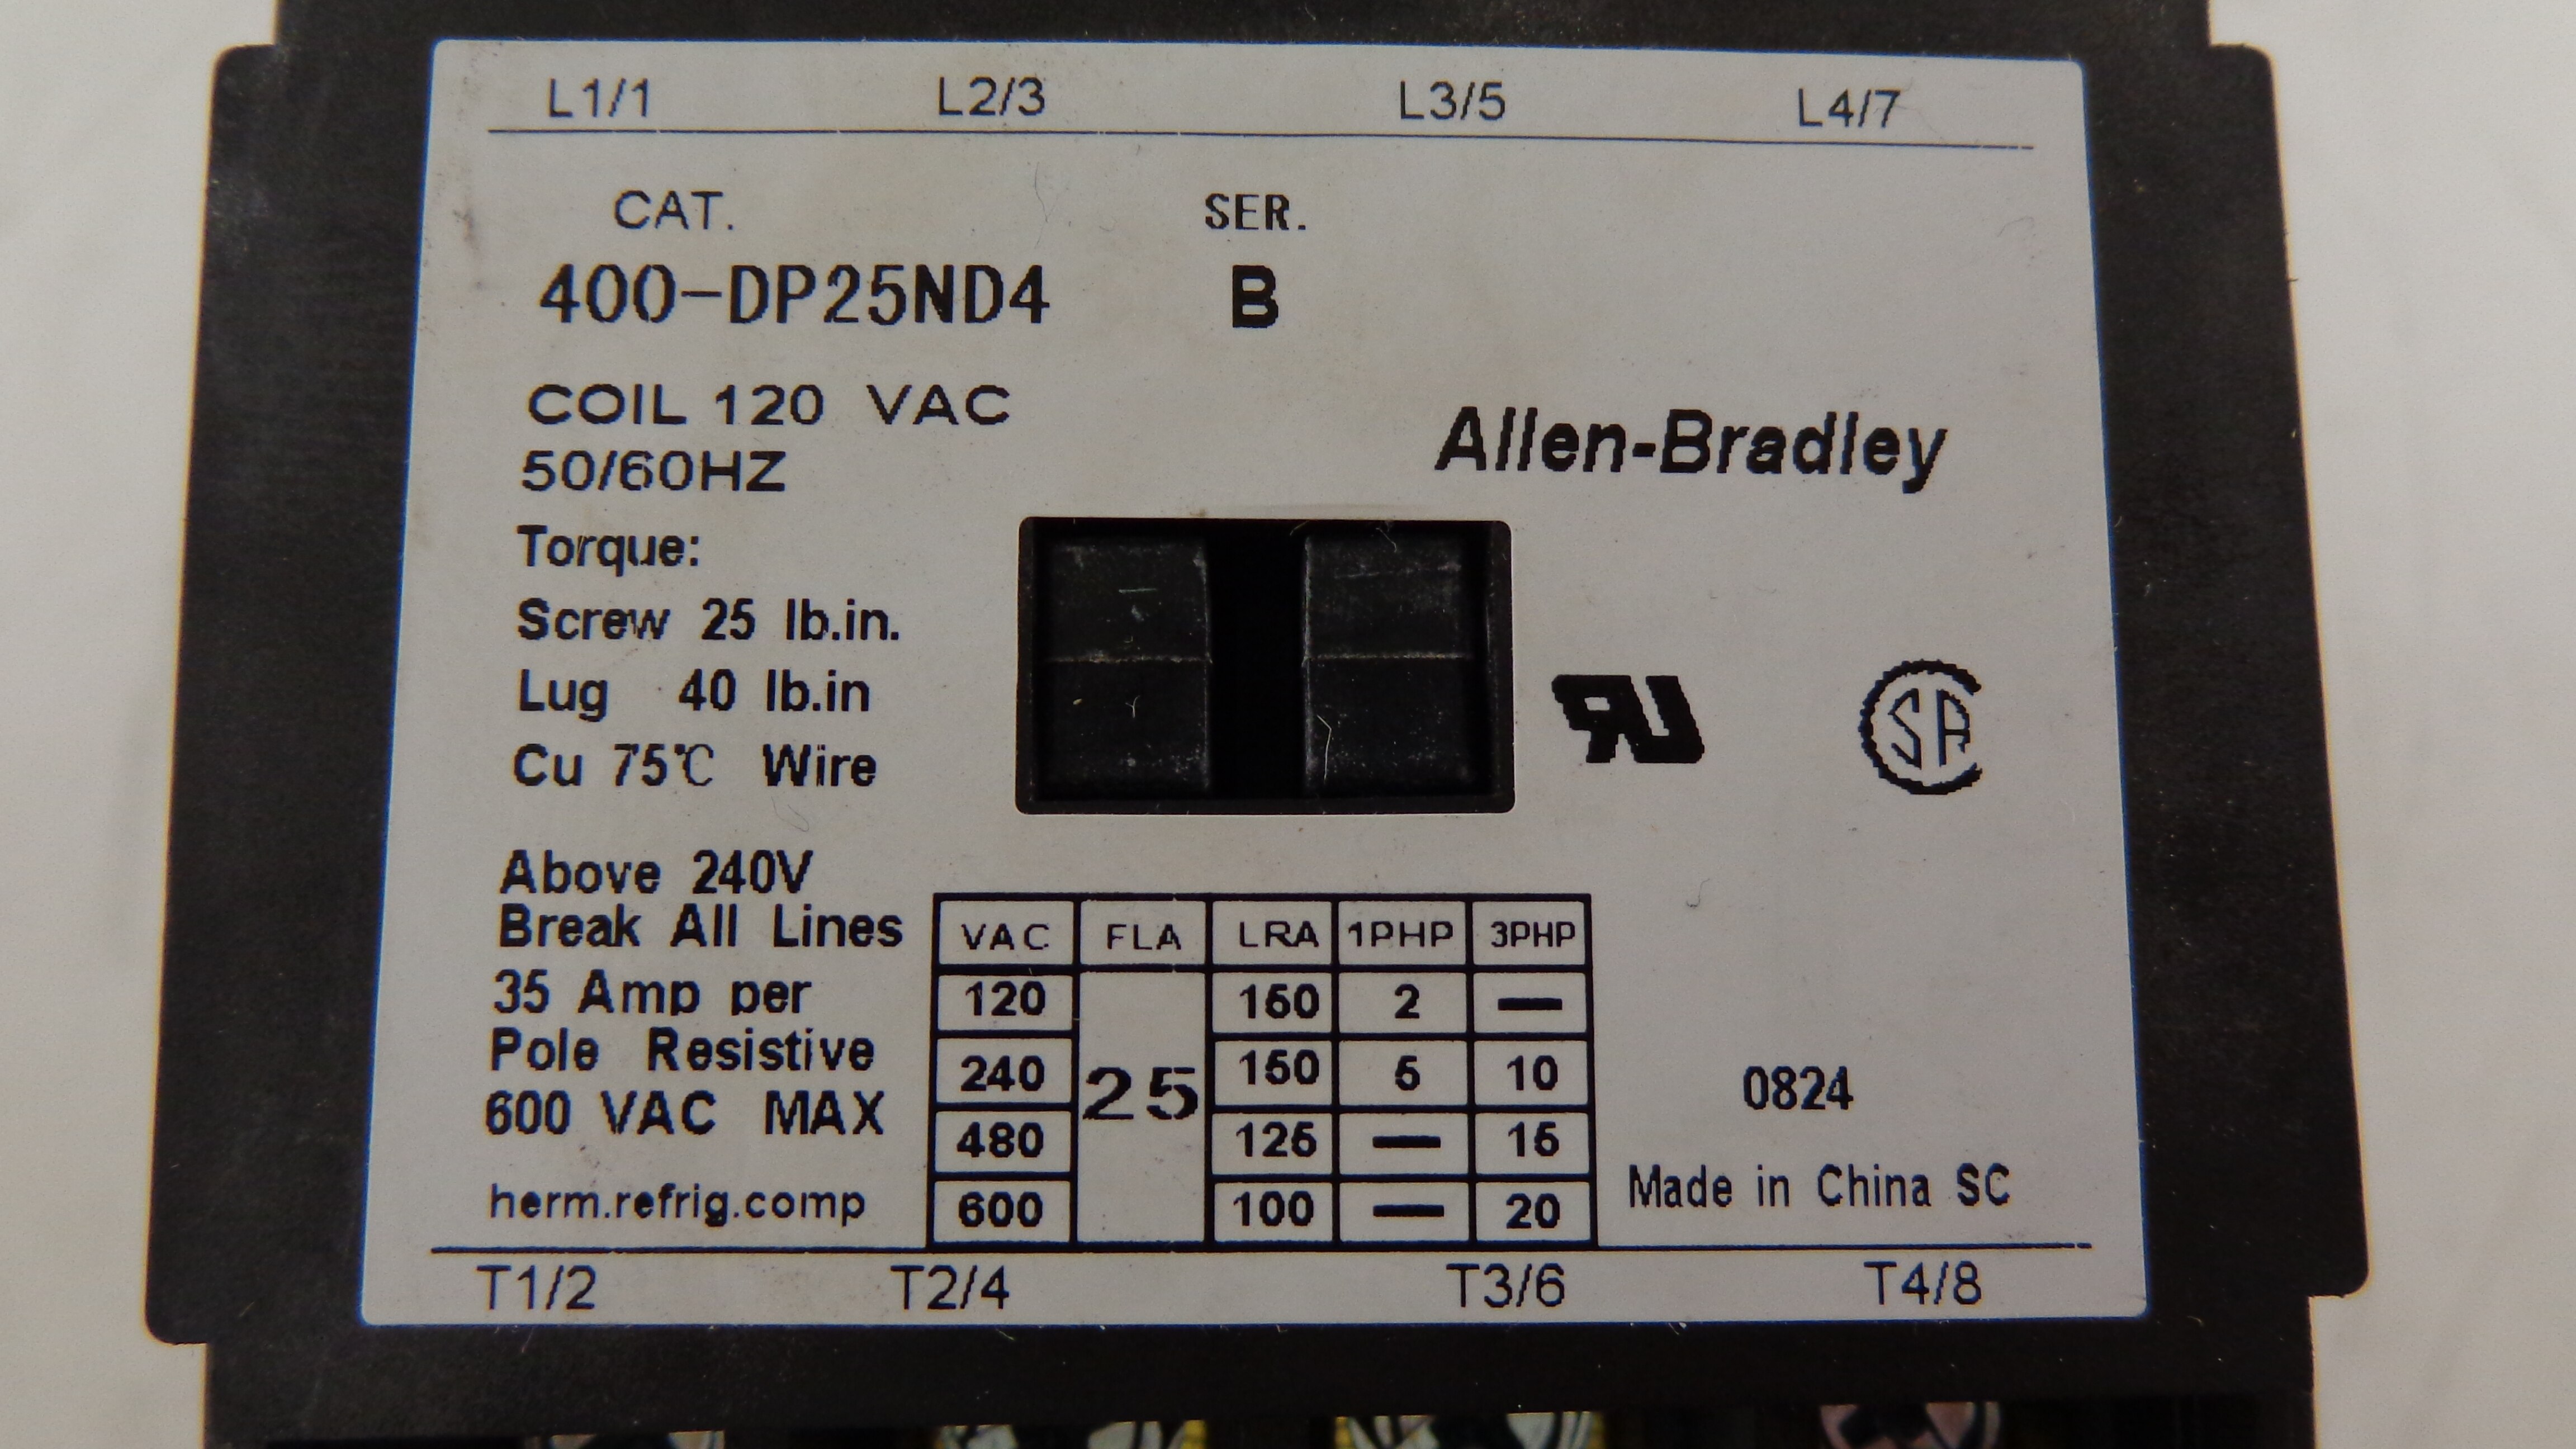 L1/1 L2/3 L3/5 L4/7
CAT. SER.
400-DP25ND4 B
COIL 120 VAC
50/60HZ
Allen-Bradley
Torque:
Screw 25 lb.in.
Lug 40 lb.in
Cu 75℃ Wire
RU
CSA
Above 240V
Break All Lines
35 Amp per
Pole Resistive
600 VAC MAX
herm.refrig.comp
VAC FLA LRA 1PHP 3PHP
120 25 150 2 —
240 150 5 10
480 125 — 15
600 100 — 20
0824
Made in China SC
T1/2 T2/4 T3/6 T4/8